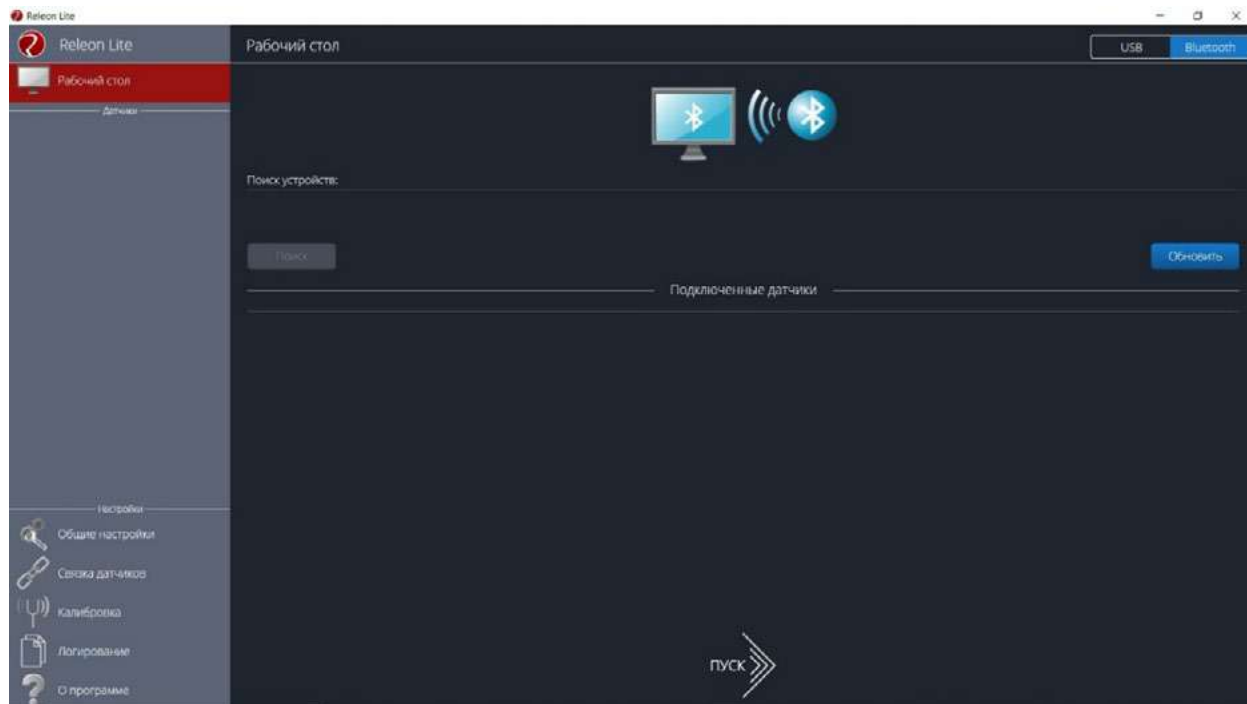 Releon Lite
Releon Lite
Рабочий стол
USB
Bluetooth
Рабочий стол
Датчики
Поиск устройств:
Поиск
Обновить
Подключенные датчики
Настройки
Общие настройки
Связка датчиков
Калибровка
Логирование
О программе
ПУСК